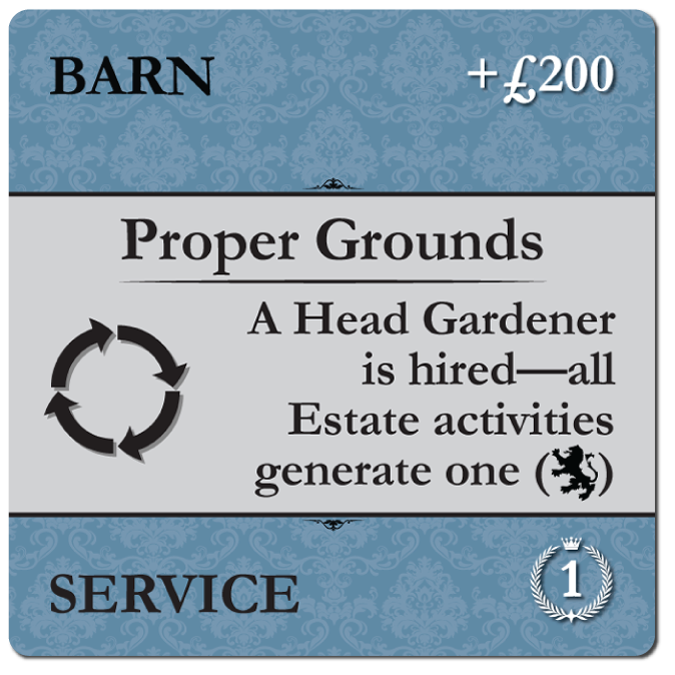 BARN
+£200
Proper Grounds
A Head Gardener
is hired—all
Estate activities
generate one ( )
SERVICE
1